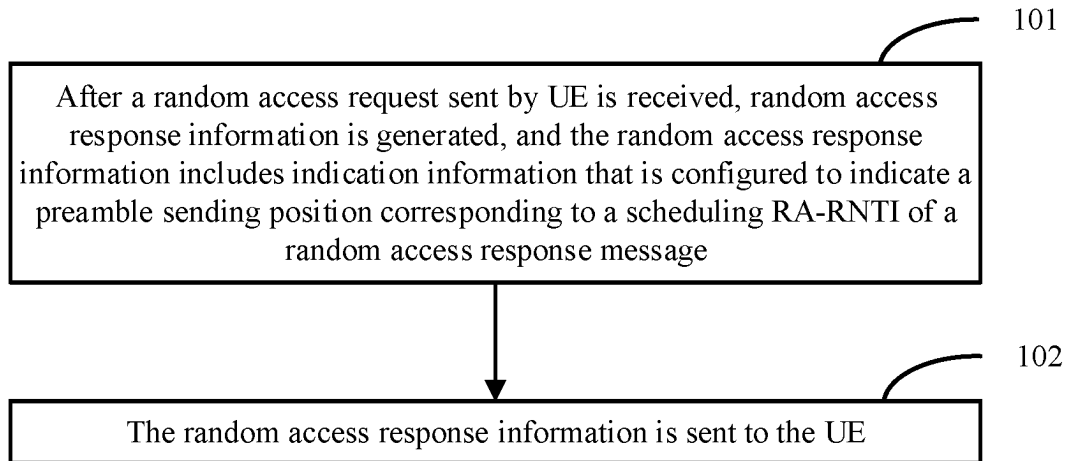 101
After a random access request sent by UE is received, random access
response information is generated, and the random access response
information includes indication information that is configured to indicate a
preamble sending position corresponding to a scheduling RA-RNTI of a
random access response message
102
The random access response information is sent to the UE